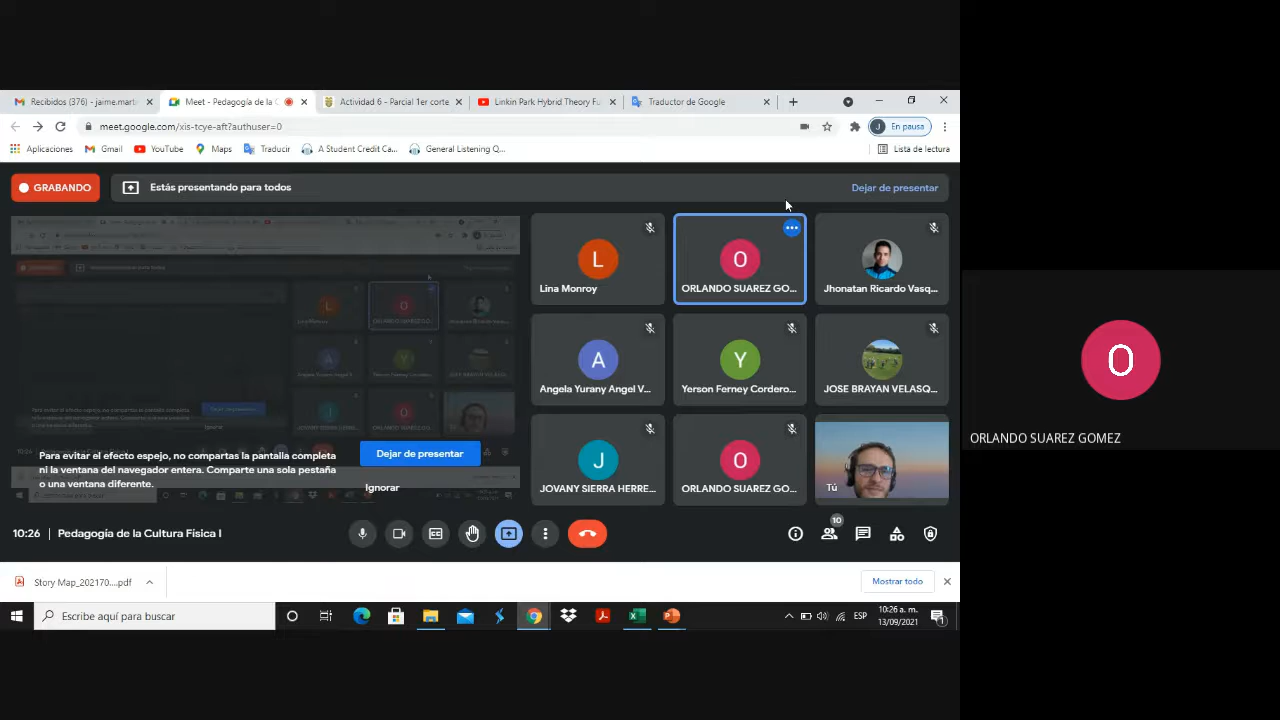 Recibidos (376) - jaime.mart
Meet - Pedagogía de la C
Actividad 6 - Parcial 1er corte
Linkin Park Hybrid Theory Fu
Traductor de Google
meet.google.com/xis-tcye-aft?authuser=0
J
En pausa
Aplicaciones
Gmail
YouTube
Maps
Traducir
A Student Credit Ca...
General Listening Q...
Lista de lectura
GRABANDO
Estás presentando para todos
Dejar de presentar
L
Lina Monroy
O
ORLANDO SUAREZ GO...
Jhonatan Ricardo Vasq...
A
Angela Yurany Angel V...
Y
Yerson Ferney Cordero...
JOSE BRAYAN VELASQ...
J
JOVANY SIERRA HERRE...
O
ORLANDO SUAREZ GO...
Tú
Para evitar el efecto espejo, no compartas la pantalla completa
ni la ventana del navegador entera. Comparte una sola pestaña
o una ventana diferente.
Dejar de presentar
Ignorar
10:26 | Pedagogía de la Cultura Física I
10
Story Map_202170....pdf
Mostrar todo
Escribe aquí para buscar
ESP
10:26 a. m.
13/09/2021
1
O
ORLANDO SUAREZ GOMEZ